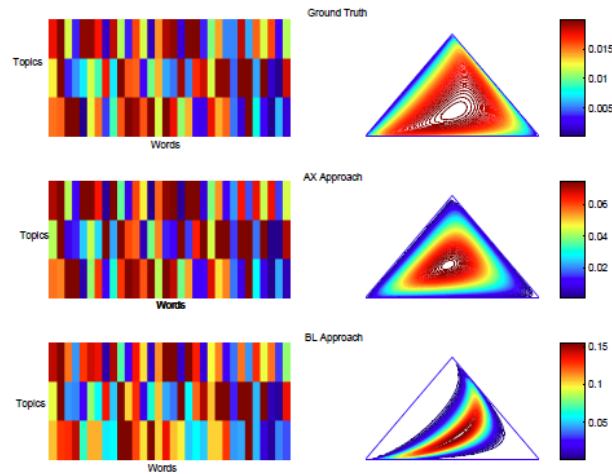 Ground Truth
Topics
Words
0.015
0.01
0.005
AX Approach
Topics
Words
0.06
0.04
0.02
BL Approach
Topics
Words
0.15
0.1
0.05